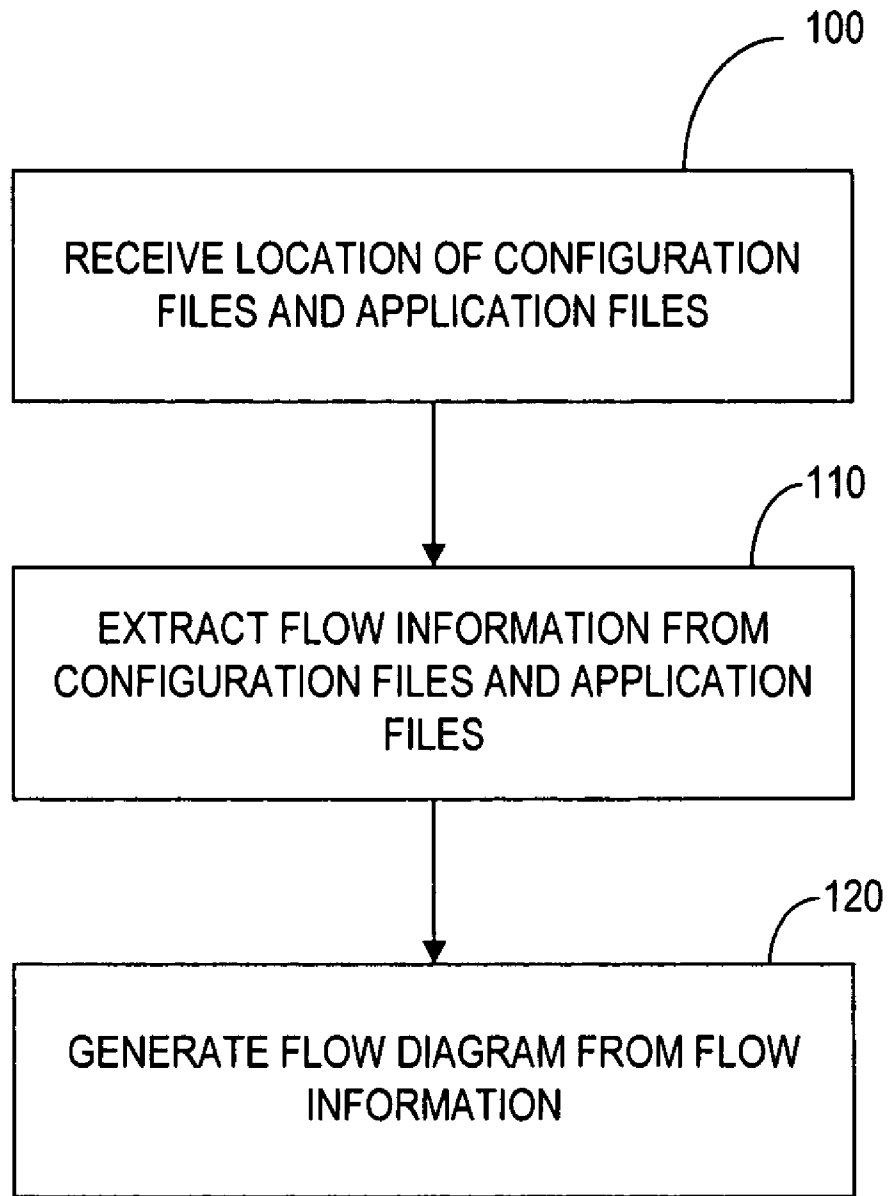 100
RECEIVE LOCATION OF CONFIGURATION
FILES AND APPLICATION FILES
110
EXTRACT FLOW INFORMATION FROM
CONFIGURATION FILES AND APPLICATION
FILES
120
GENERATE FLOW DIAGRAM FROM FLOW
INFORMATION